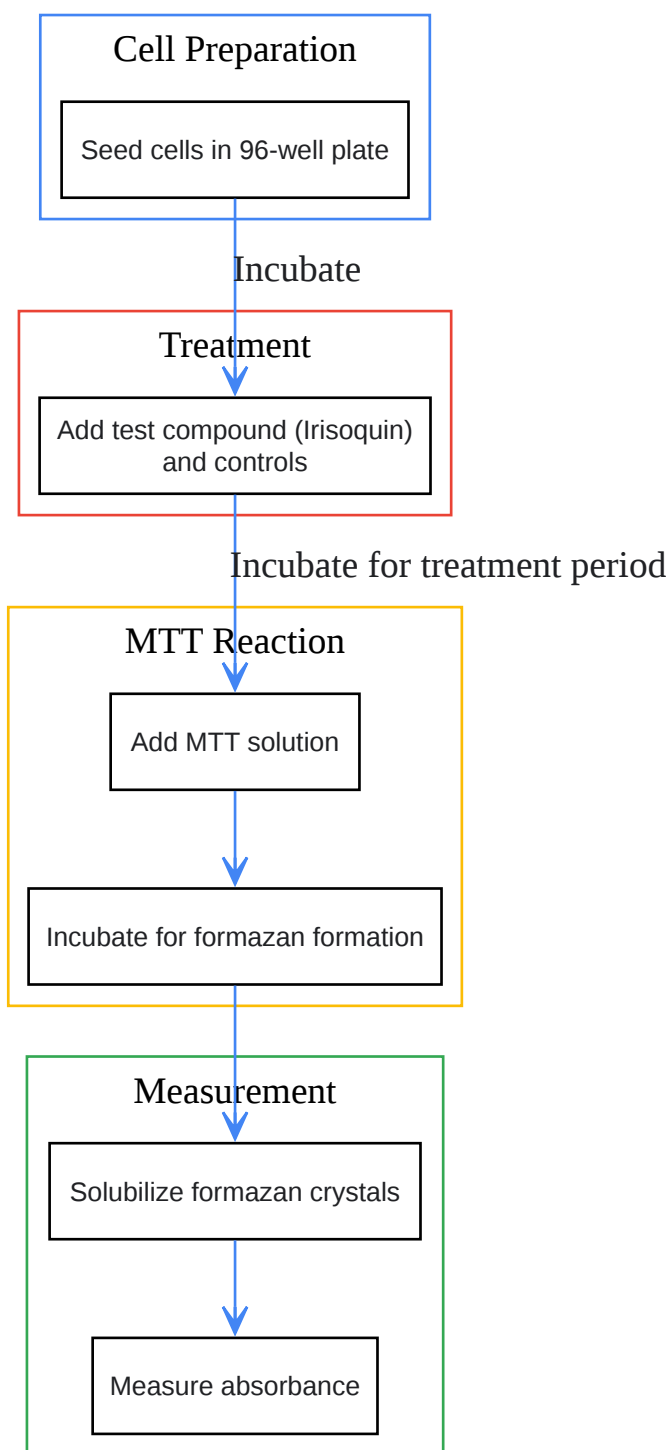 Cell Preparation
Seed cells in 96-well plate
Incubate
Treatment
Add test compound (Irisoquin)
and controls
Incubate for treatment period
MTT Reaction
Add MTT solution
Incubate for formazan formation
Measurement
Solubilize formazan crystals
Measure absorbance